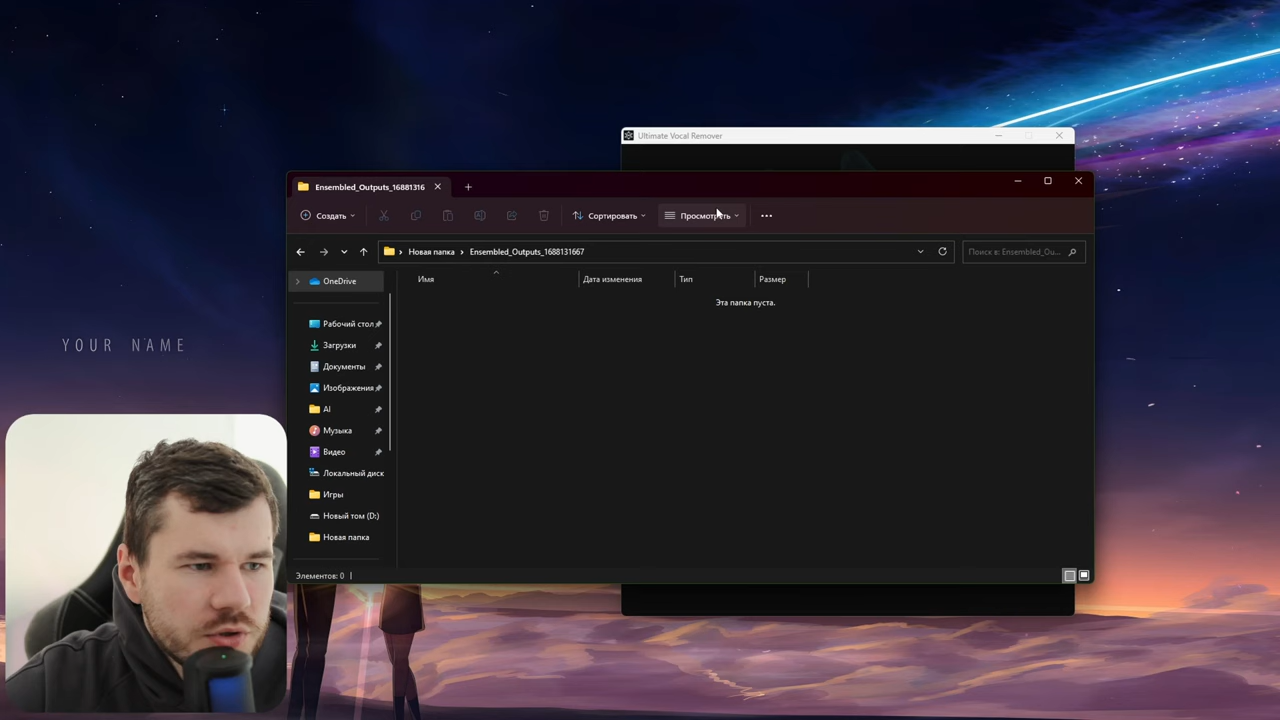 Ultimate Vocal Remover
Ensembled_Outputs_16881316
Создать
Сортировать
Просмотреть
Новая папка > Ensembled_Outputs_1688131667
Поиск в: Ensembled_Ou...
OneDrive
Имя
Дата изменения
Тип
Размер
Эта папка пуста.
Рабочий стол
Загрузки
Документы
Изображения
AI
Музыка
Видео
Локальный диск
Игры
Новый том (D:)
Новая папка
Элементов: 0
YOUR NAME